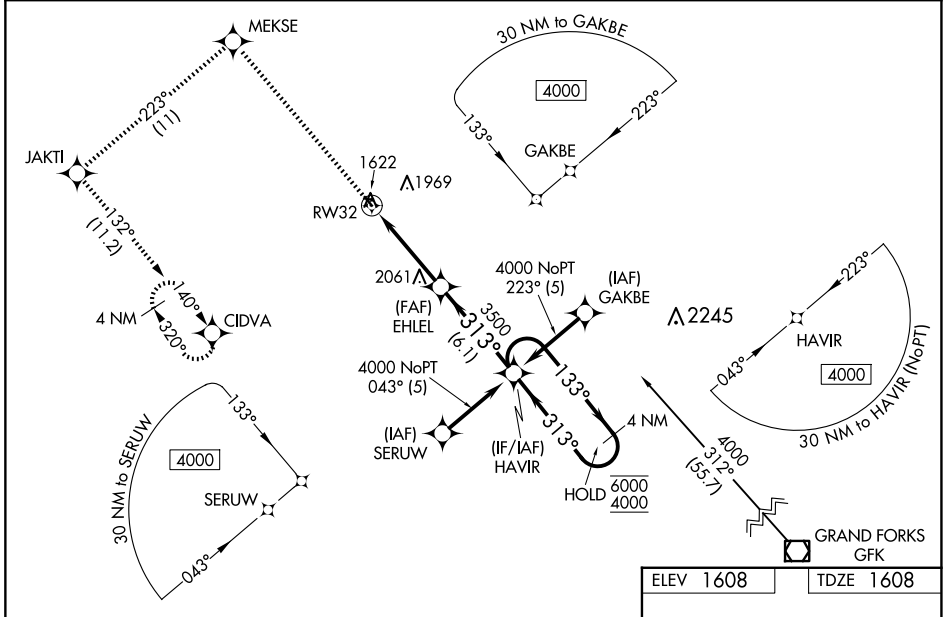 MEKSE
30 NM to GAKBE
4000
133°
223°
GAKBE
223°
(11)
JAKTI
132°
(11.2)
1622
1969
RW32
4 NM
140°
320°
CIDVA
2061
(FAF)
EHLEL
4000 NoPT
223° (5)
(IAF)
GAKBE
2245
3500
313°
(6.1)
4000 NoPT
043° (5)
(IAF)
SERUW
(IF/IAF)
HAVIR
133°
313°
4 NM
HOLD
6000
4000
223°
HAVIR
043°
4000
30 NM to HAVIR (NoPT)
133°
4000
30 NM to SERUW
SERUW
043°
4000
312°
(55.7)
GRAND FORKS
GFK
ELEV 1608
TDZE 1608